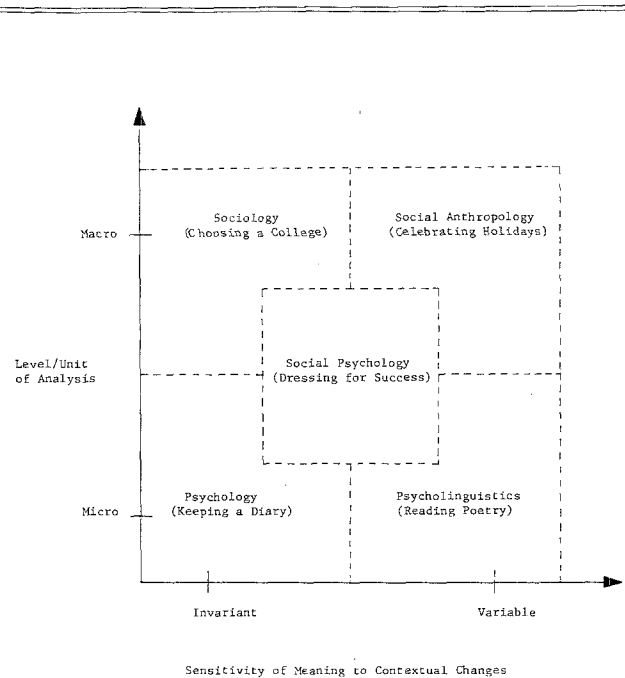 Sociology
(Choosing a College)
Social Anthropology
(Celebrating Holidays)
Macro
Social Psychology
(Dressing for Success)
Level/Unit
of Analysis
Psychology
(Keeping a Diary)
Psycholinguistics
(Reading Poetry)
Micro
Invariant
Variable
Sensitivity of Meaning to Contextual Changes